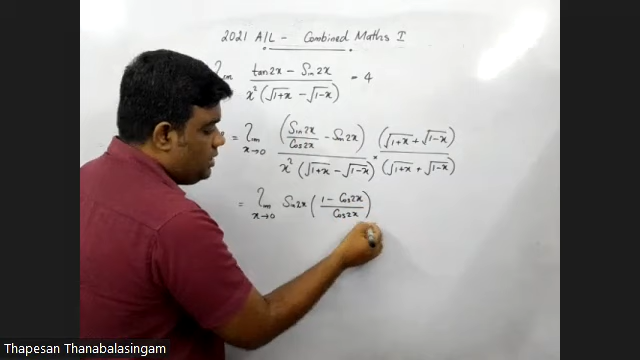 2021 A/L - Combined Maths I
lim tan2x - Sin2x / x² (√1+x - √1-x) = 4
= lim x→0 (Sin2x / Cos2x - Sin2x) / x² (√1+x - √1-x) × (√1+x + √1-x) / (√1+x + √1-x)
= lim x→0 Sin2x (1 - Cos2x / Cos2x)
Thapesan Thanabalasingam